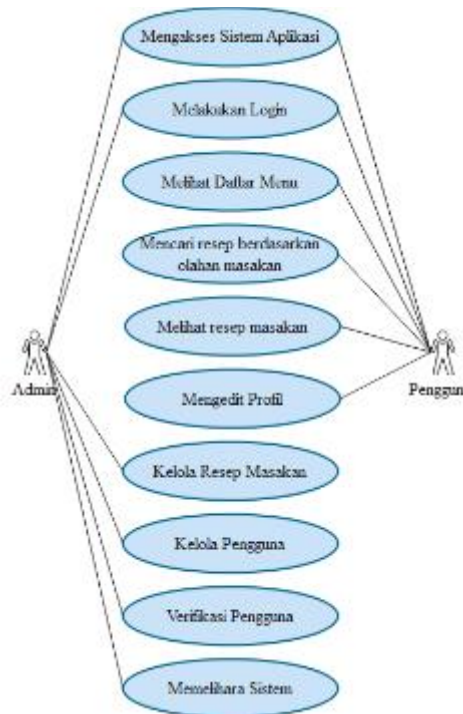 Mengakses Sistem Aplikasi
Melakukan Login
Melihat Daftar Menu
Mencari resep berdasarkan
olahan masakan
Melihat resep masakan
Admin
Penggun
Mengedit Profil
Kelola Resep Masakan
Kelola Pengguna
Verifikasi Pengguna
Memelihara Sistem